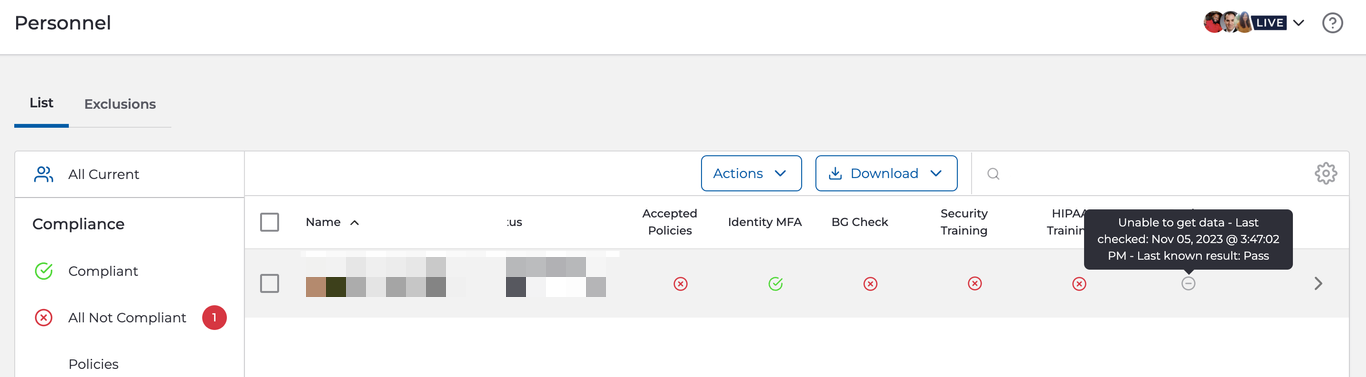 Personnel
LIVE
List
Exclusions
All Current
Actions
Download
Compliance
Name
tus
Accepted
Policies
Identity MFA
BG Check
Security
Training
HIPAA
Trainin
Unable to get data - Last
checked: Nov 05, 2023 @ 3:47:02
PM - Last known result: Pass
Compliant
All Not Compliant
1
Policies